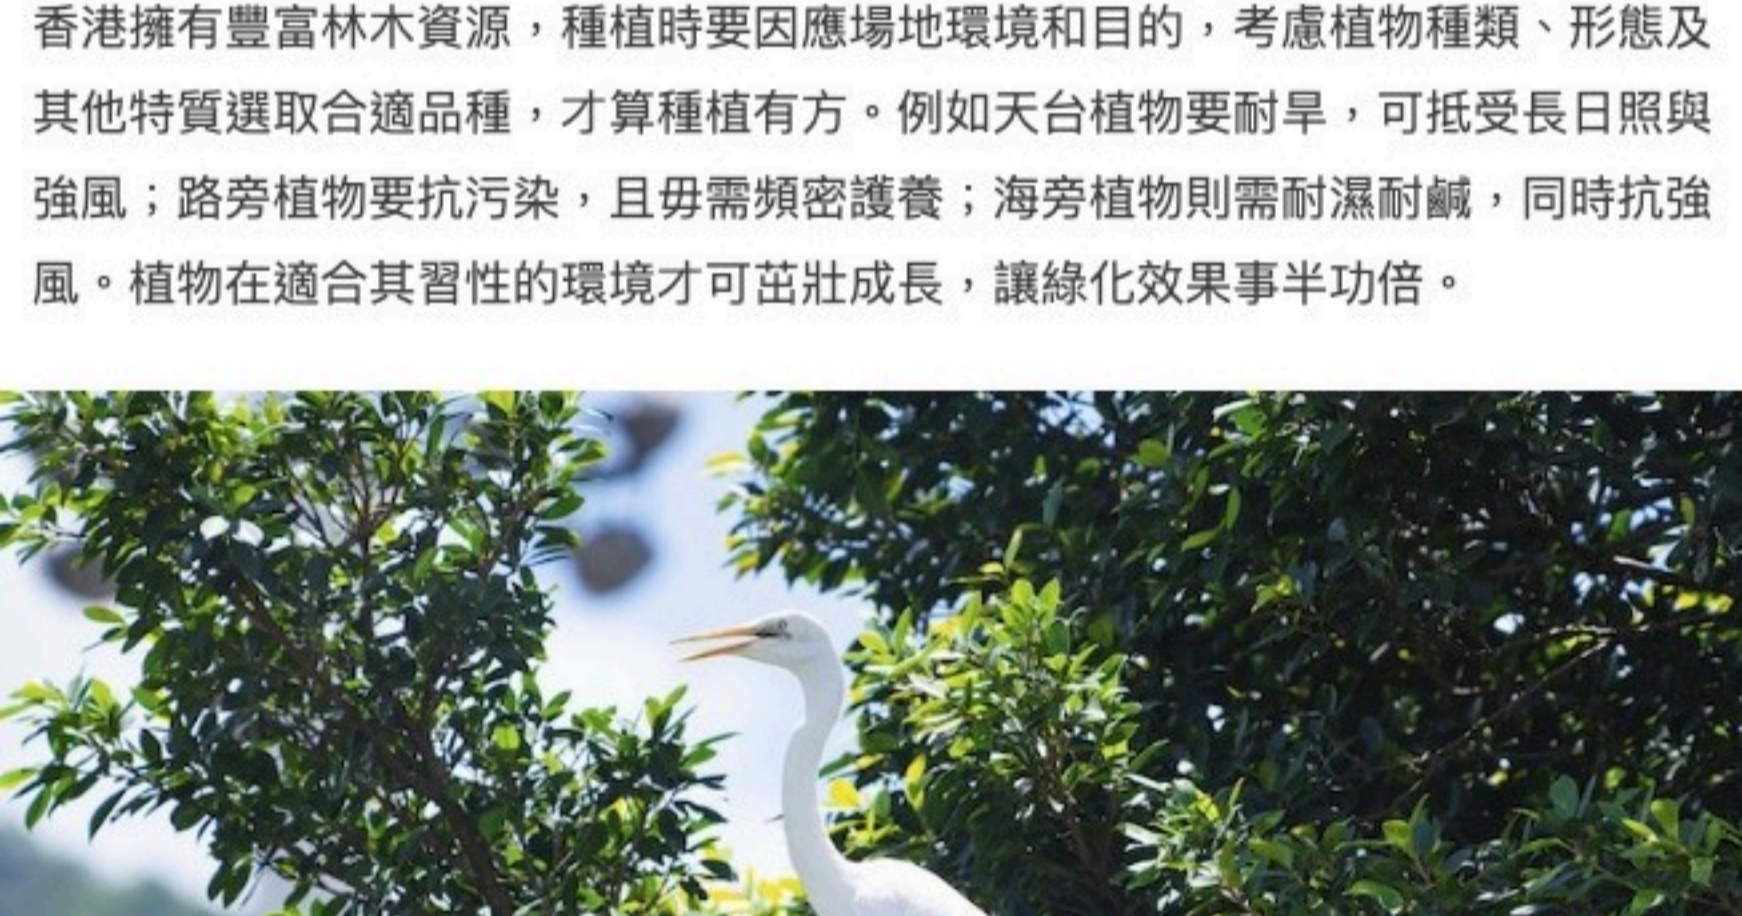 香港擁有豐富林木資源，種植時要因應場地環境和目的，考慮植物種類、形態及
其他特質選取合適品種，才算種植有方。例如天台植物要耐旱，可抵受長日照與
強風；路旁植物要抗污染，且毋需頻密護養；海旁植物則需耐濕耐鹹，同時抗強
風。植物在適合其習性的環境才可茁壯成長，讓綠化效果事半功倍。